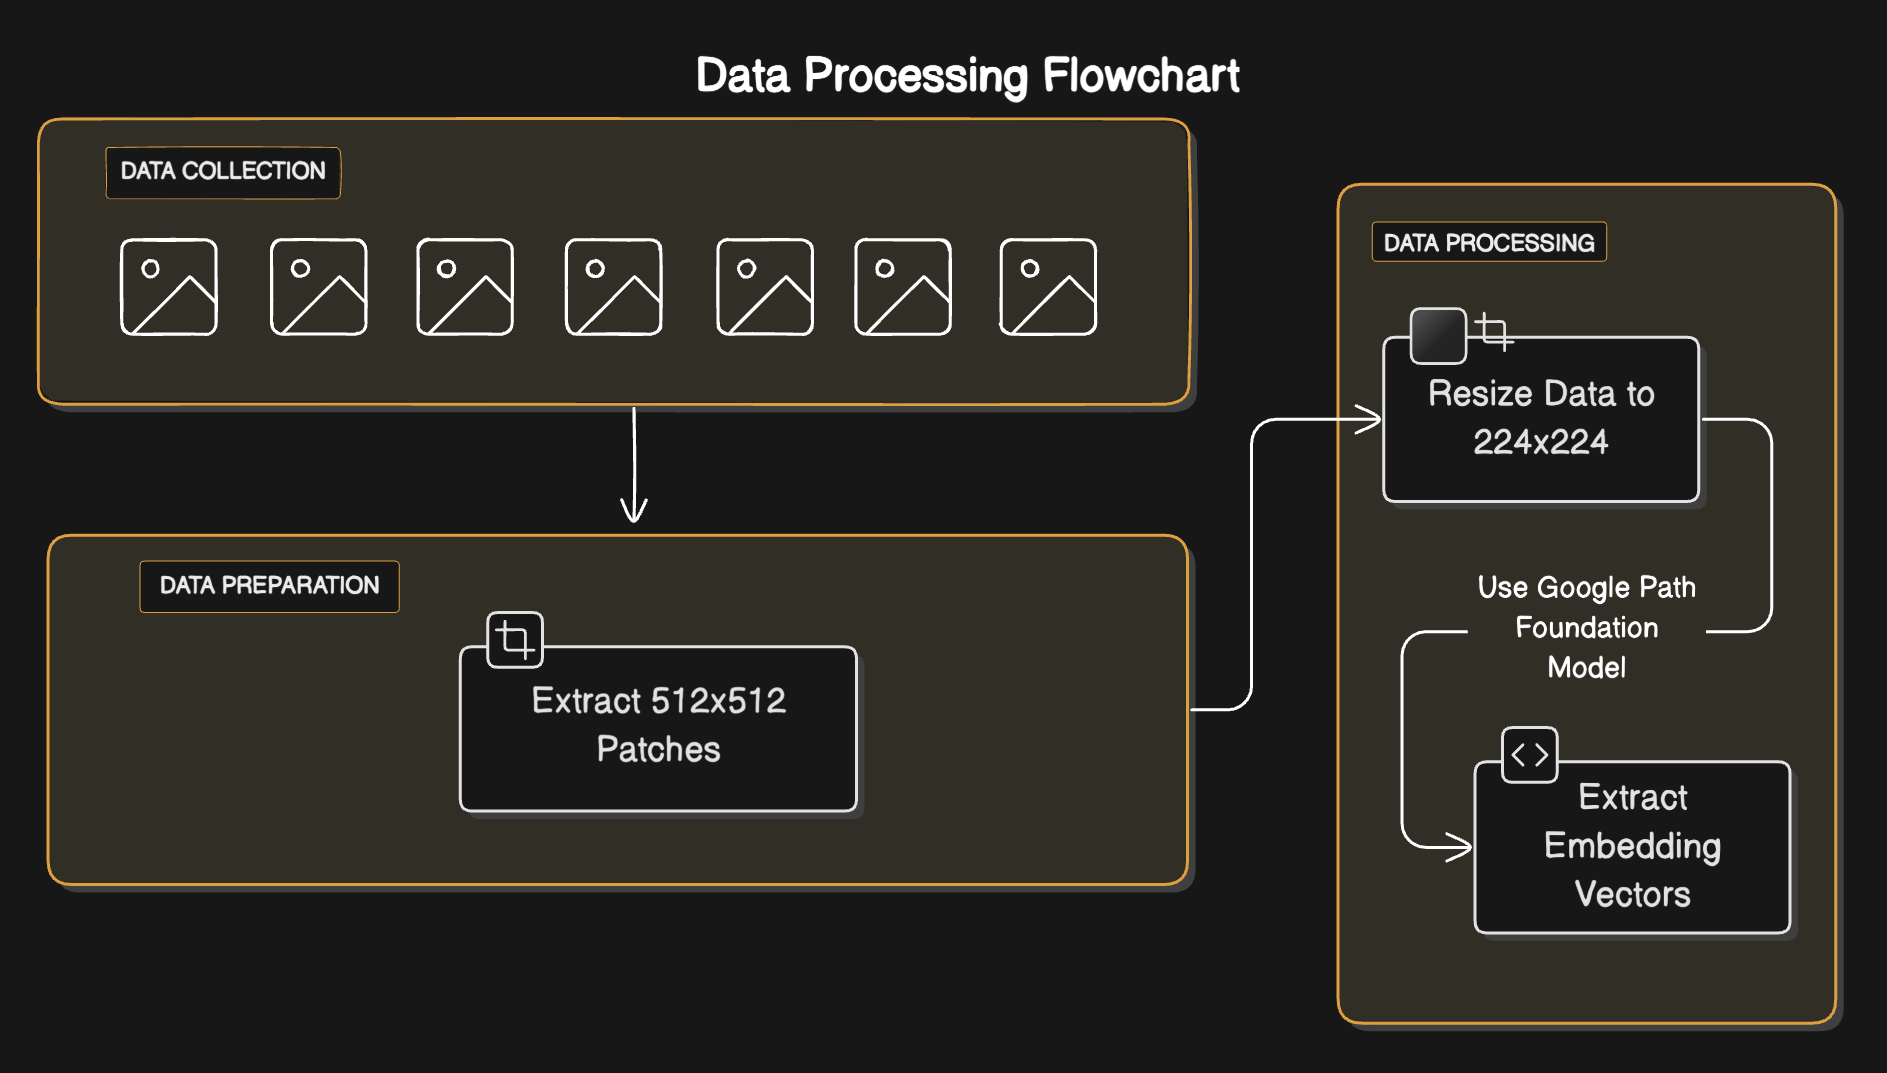 Data Processing Flowchart
DATA COLLECTION
DATA PREPARATION
Extract 512x512
Patches
DATA PROCESSING
Resize Data to
224x224
Use Google Path
Foundation
Model
Extract
Embedding
Vectors